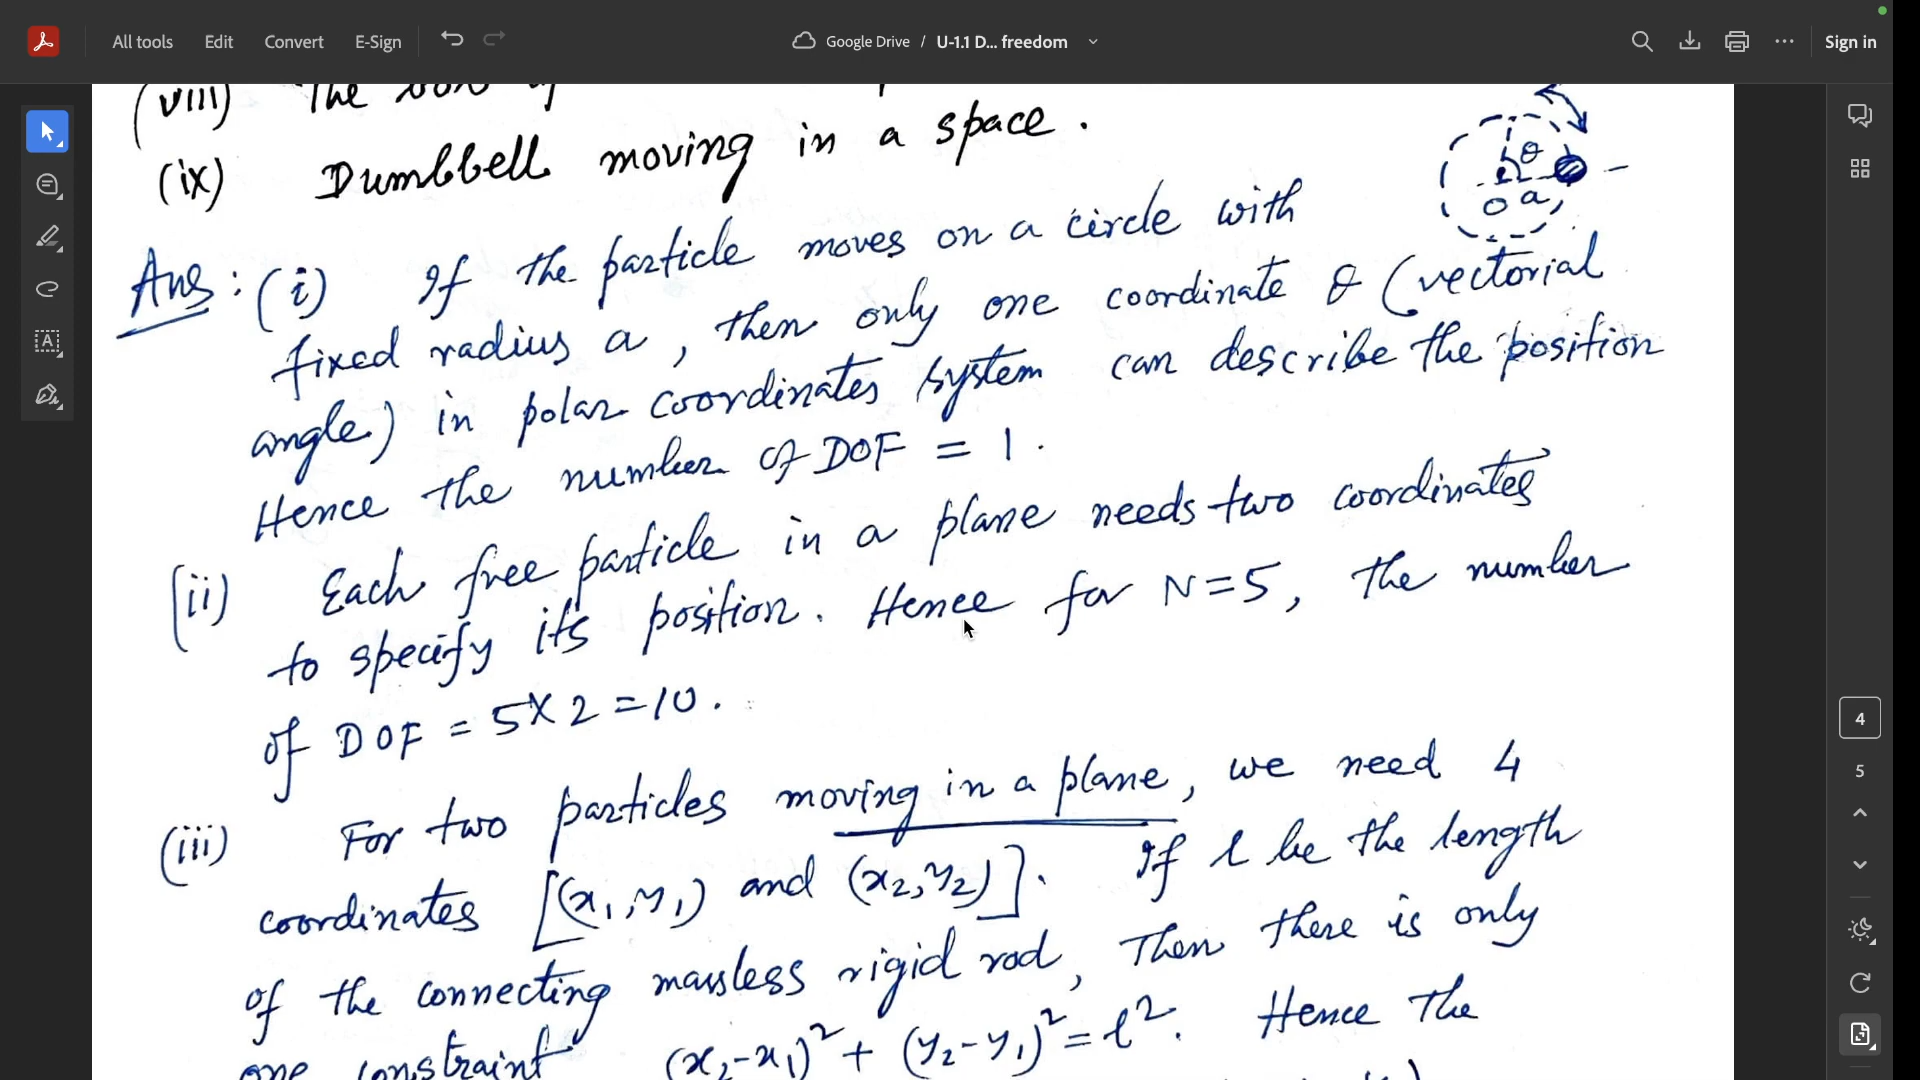 All tools Edit Convert E-Sign Google Drive / U-1.1 D... freedom Sign in
(viii) The
(ix) Dumbbell moving in a space.
θ
O a
Ans: (i) If the particle moves on a circle with
fixed radius a, then only one coordinate θ (vectorial
angle) in polar coordinates system can describe the position
Hence the number of DOF = 1.
(ii) Each free particle in a plane needs two coordinates
to specify its position. Hence for N=5, the number
of DOF = 5×2=10.
(iii) For two particles moving in a plane, we need 4
coordinates [(x₁,y₁) and (x₂,y₂)]. If l be the length
of the connecting massless rigid rod, Then there is only
one constraint (x₂-x₁)² + (y₂-y₁)² = l². Hence the
4
5